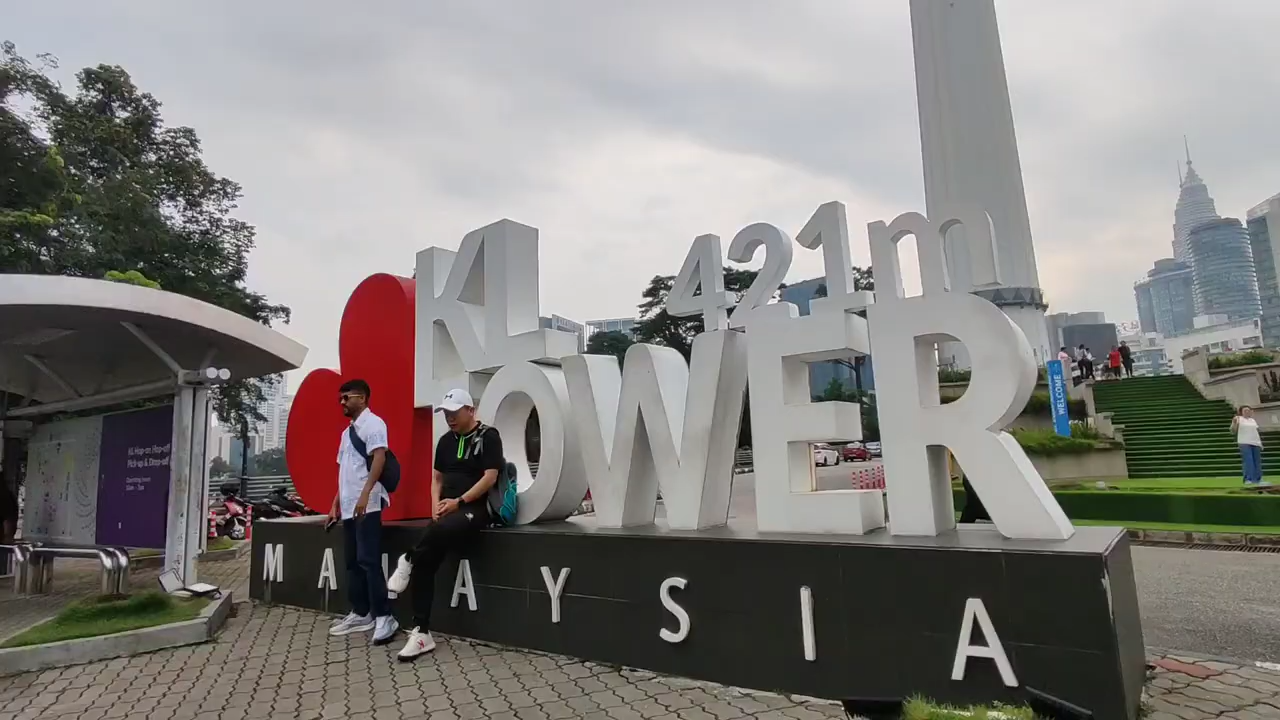 KL
421m
TOWER
MALAYSIA
KL Hop-on Hop-off
Pick-up & Drop-off
WELCOME